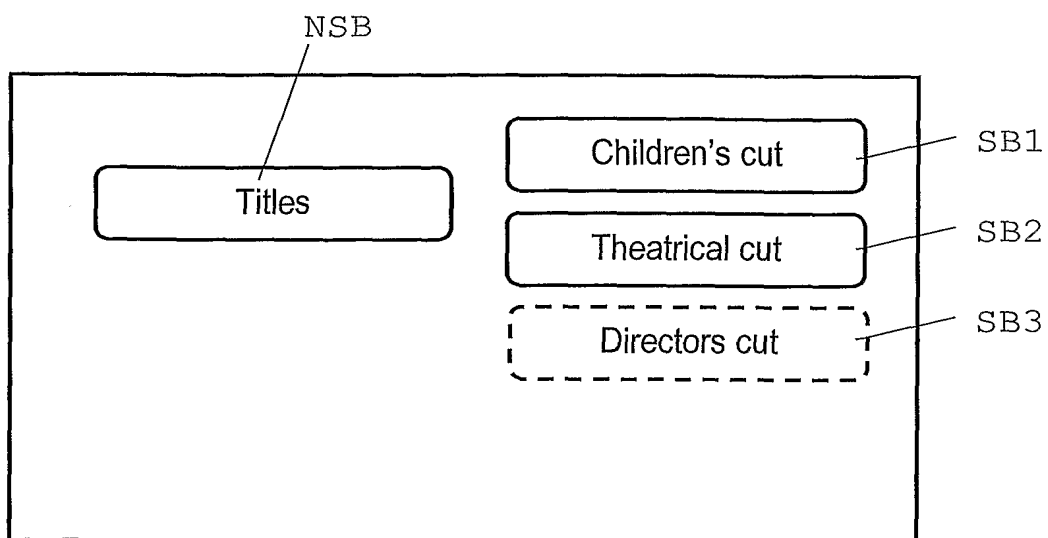 NSB
Children's cut
SB1
Titles
Theatrical cut
SB2
Directors cut
SB3